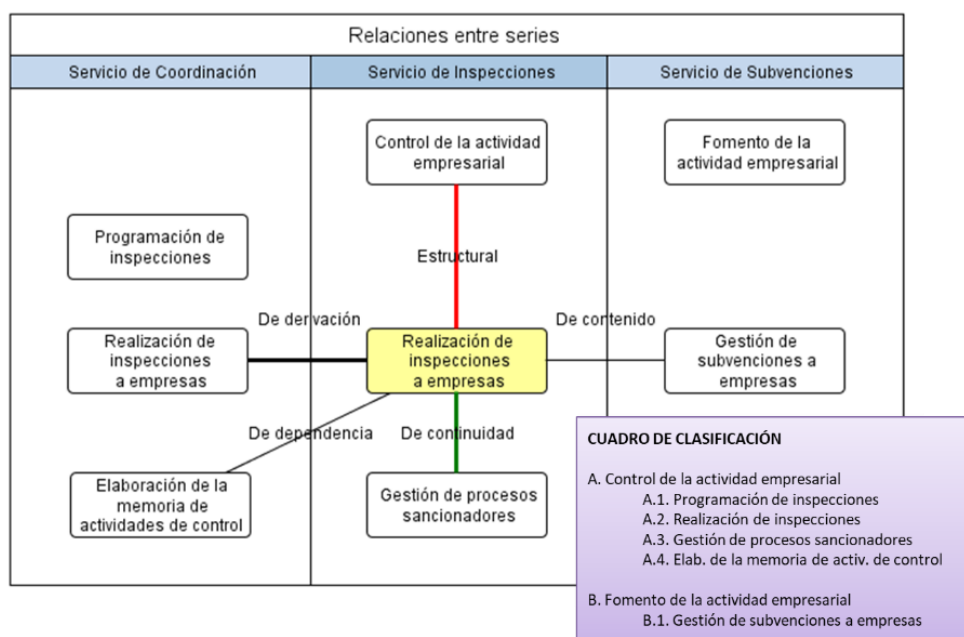 Relaciones entre series
Servicio de Coordinación
Servicio de Inspecciones
Servicio de Subvenciones
Control de la actividad
empresarial
Fomento de la
actividad empresarial
Programación de
inspecciones
Estructural
De derivación
De contenido
Realización de
inspecciones
a empresas
Realización de
inspecciones
a empresas
Gestión de
subvenciones a
empresas
De dependencia
De continuidad
Elaboración de la
memoria de
actividades de control
Gestión de procesos
sancionadores
CUADRO DE CLASIFICACIÓN
A. Control de la actividad empresarial
A.1. Programación de inspecciones
A.2. Realización de inspecciones
A.3. Gestión de procesos sancionadores
A.4. Elab. de la memoria de activ. de control
B. Fomento de la actividad empresarial
B.1. Gestión de subvenciones a empresas